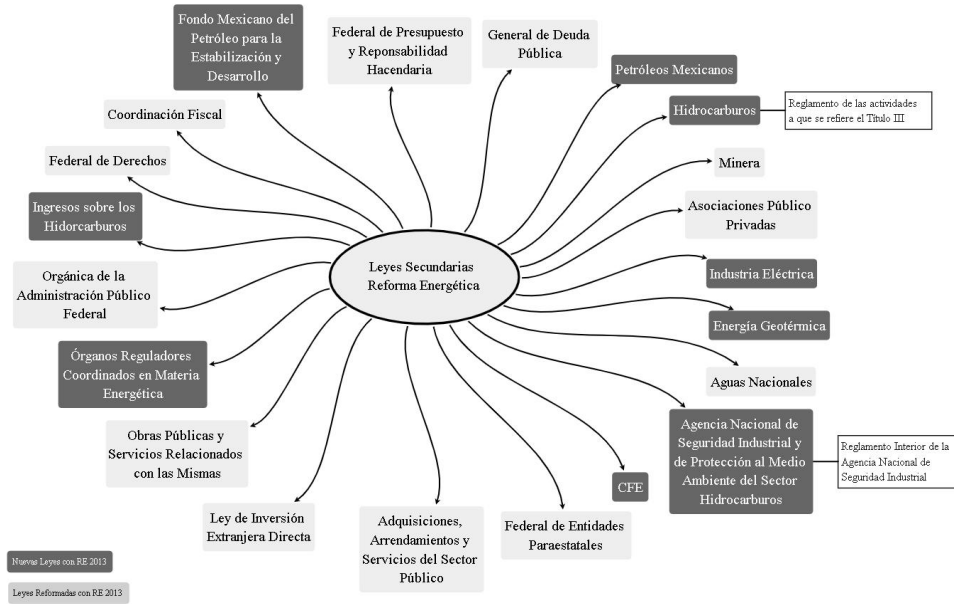 Fondo Mexicano del
Petróleo para la
Estabilización y
Desarrollo
Federal de Presupuesto
y Reponsabilidad
Hacendaria
General de Deuda
Pública
Petróleos Mexicanos
Hidrocarburos
Reglamento de las actividades
a que se refiere el Título III
Coordinación Fiscal
Federal de Derechos
Minera
Ingresos sobre los
Hidorcarburos
Asociaciones Público
Privadas
Leyes Secundarias
Reforma Energética
Orgánica de la
Administración Público
Federal
Industria Eléctrica
Energía Geotérmica
Órganos Reguladores
Coordinados en Materia
Energética
Aguas Nacionales
Obras Públicas y
Servicios Relacionados
con las Mismas
Agencia Nacional de
Seguridad Industrial y
de Protección al Medio
Ambiente del Sector
Hidrocarburos
Reglamento Interior de la
Agencia Nacional de
Seguridad Industrial
CFE
Ley de Inversión
Extranjera Directa
Adquisiciones,
Arrendamientos y
Servicios del Sector
Público
Federal de Entidades
Paraestatales
Nuevas Leyes con RE 2013
Leyes Reformadas con RE 2013